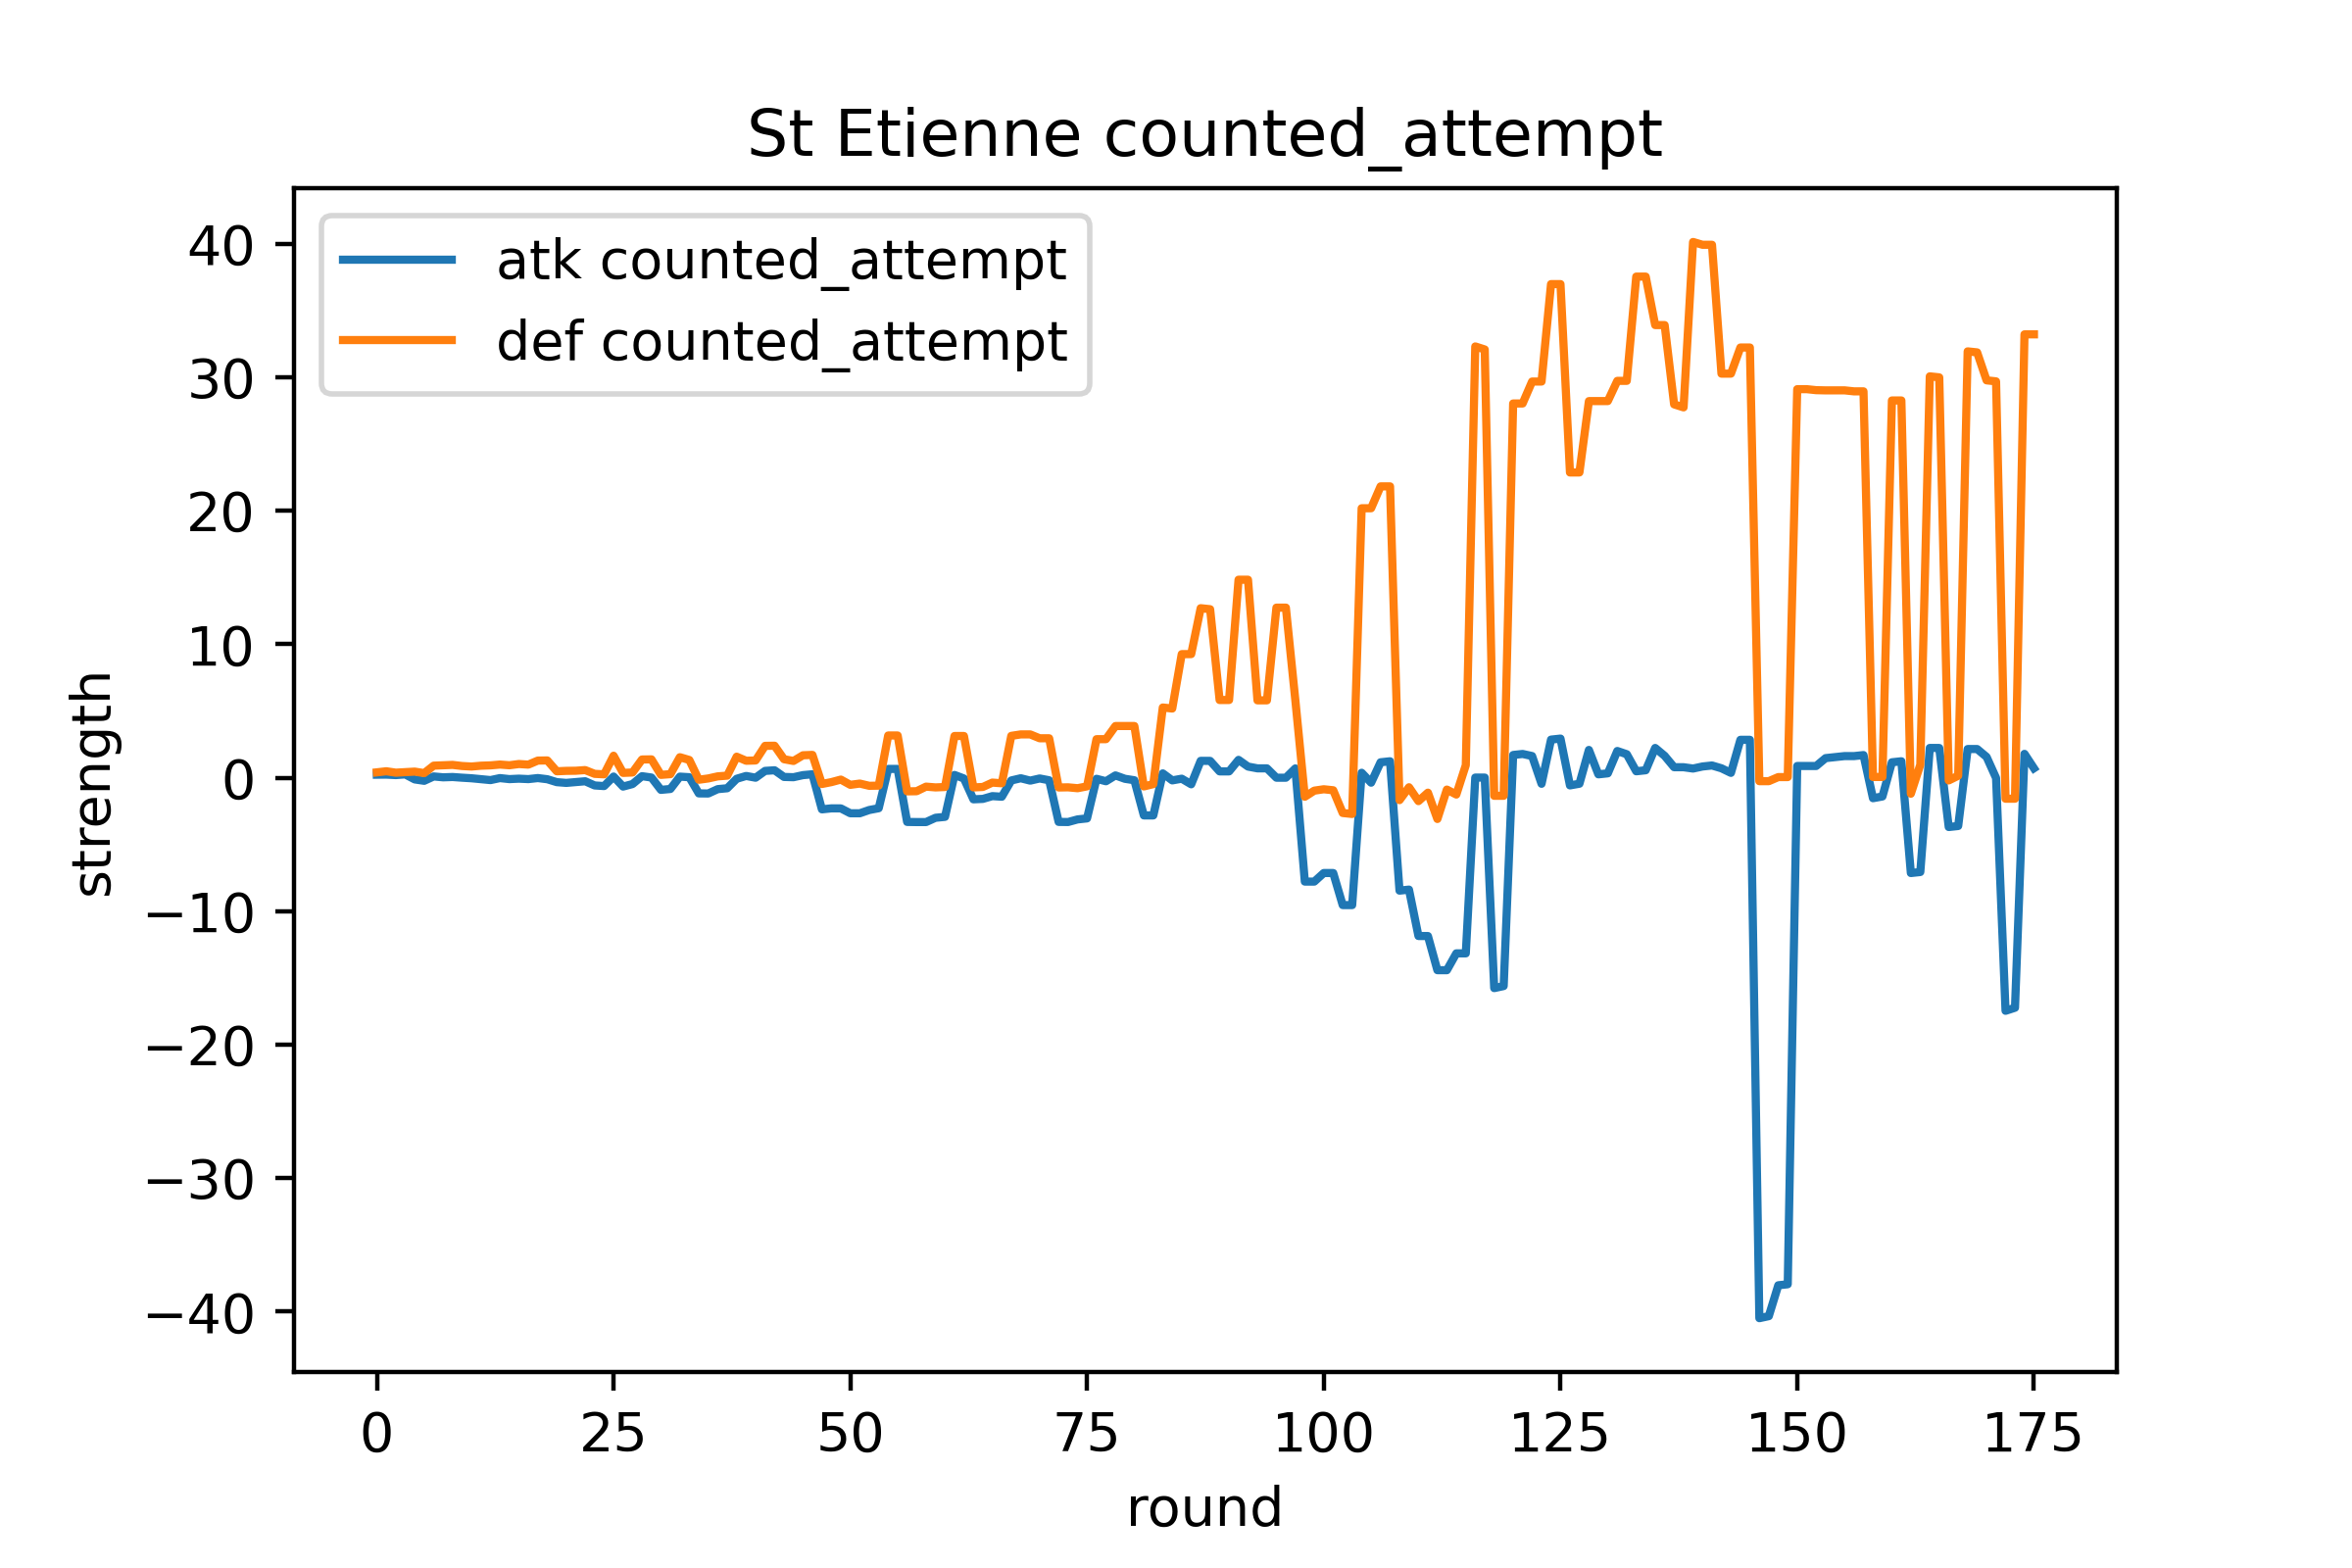 St Etienne counted_attempt
atk counted_attempt
def counted_attempt
40
30
20
10
0
−10
−20
−30
−40
strength
0 25 50 75 100 125 150 175
round